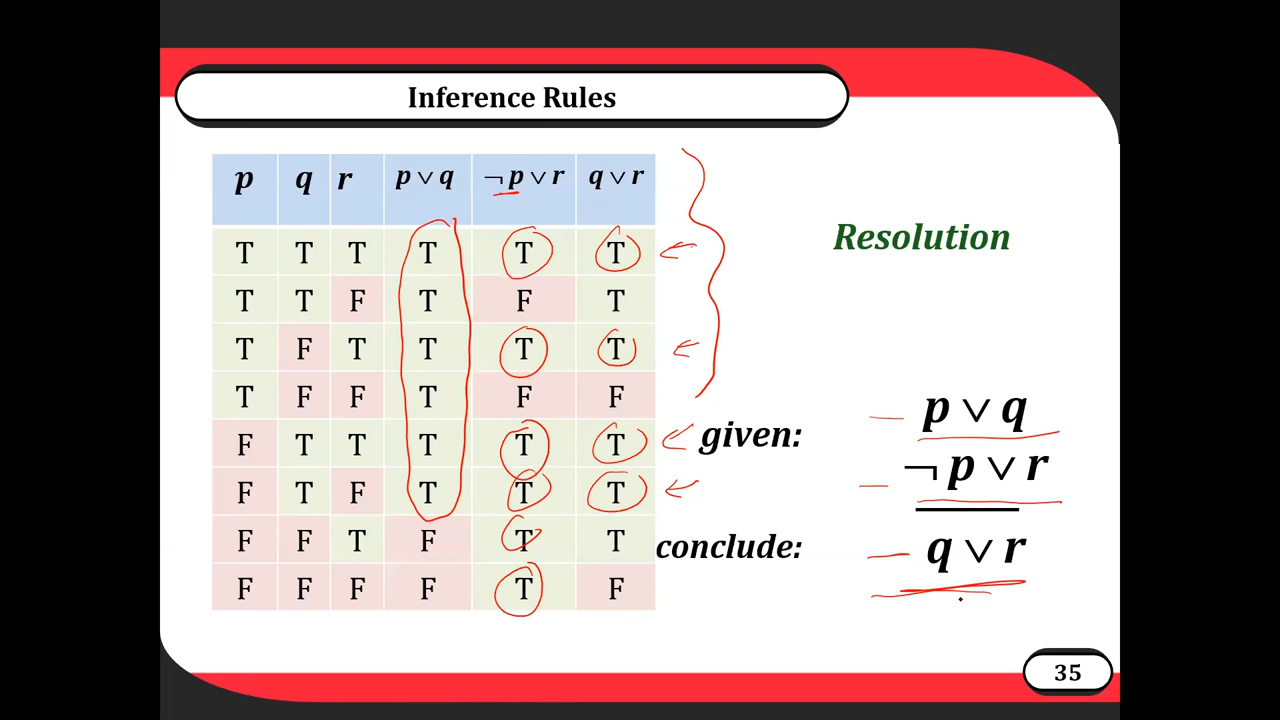 Inference Rules
p q r p ∨ q ¬ p ∨ r q ∨ r
Resolution
T T T T T T
T T F T F T
T F T T T T
T F F T F F
p ∨ q
F T T T T T
given:
¬ p ∨ r
F T F T T T
F F T F T T
conclude:
q ∨ r
F F F F T F
35